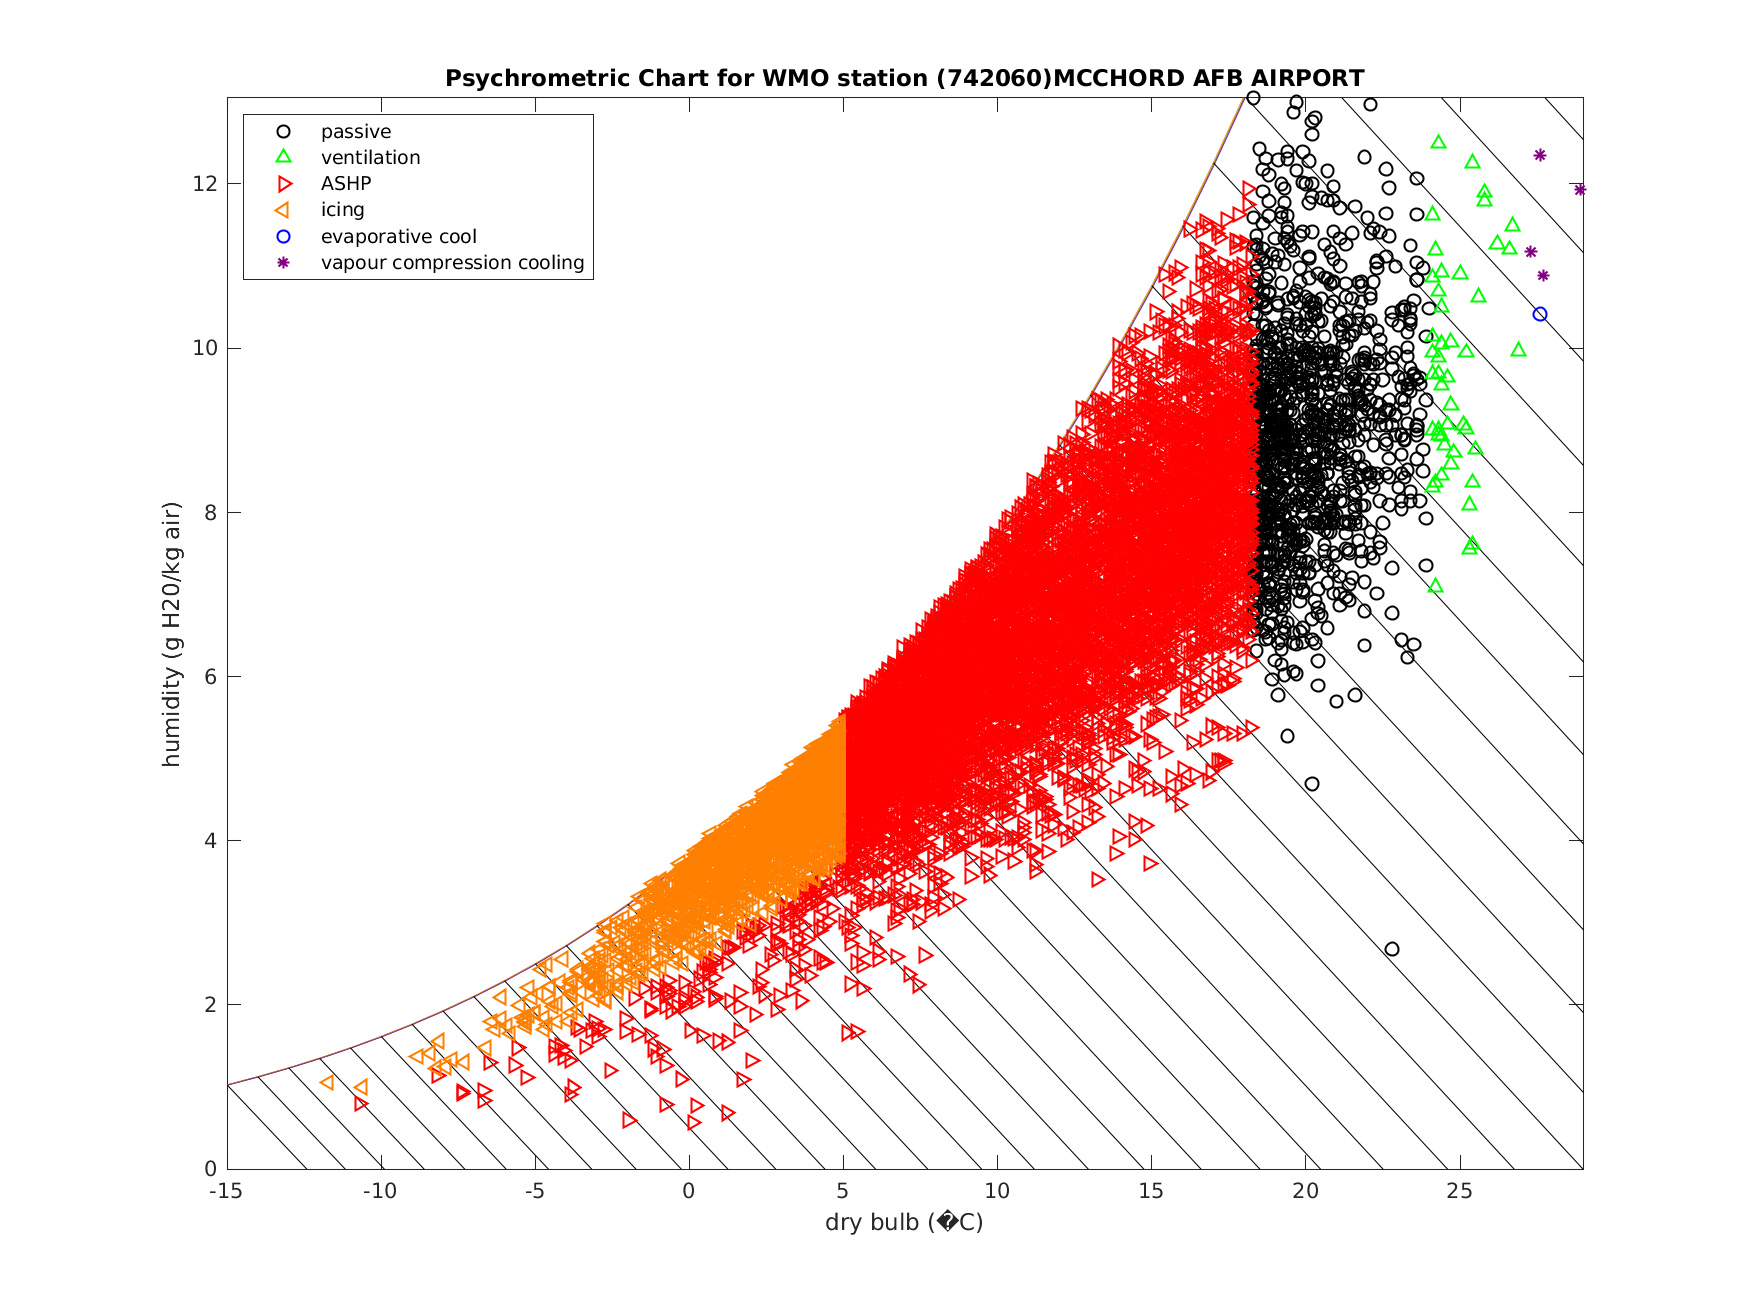 Psychrometric Chart for WMO station (742060)MCCHORD AFB AIRPORT
passive
ventilation
ASHP
icing
evaporative cool
vapour compression cooling
humidity (g H20/kg air)
12
10
8
6
4
2
0
-15 -10 -5 0 5 10 15 20 25
dry bulb (�C)